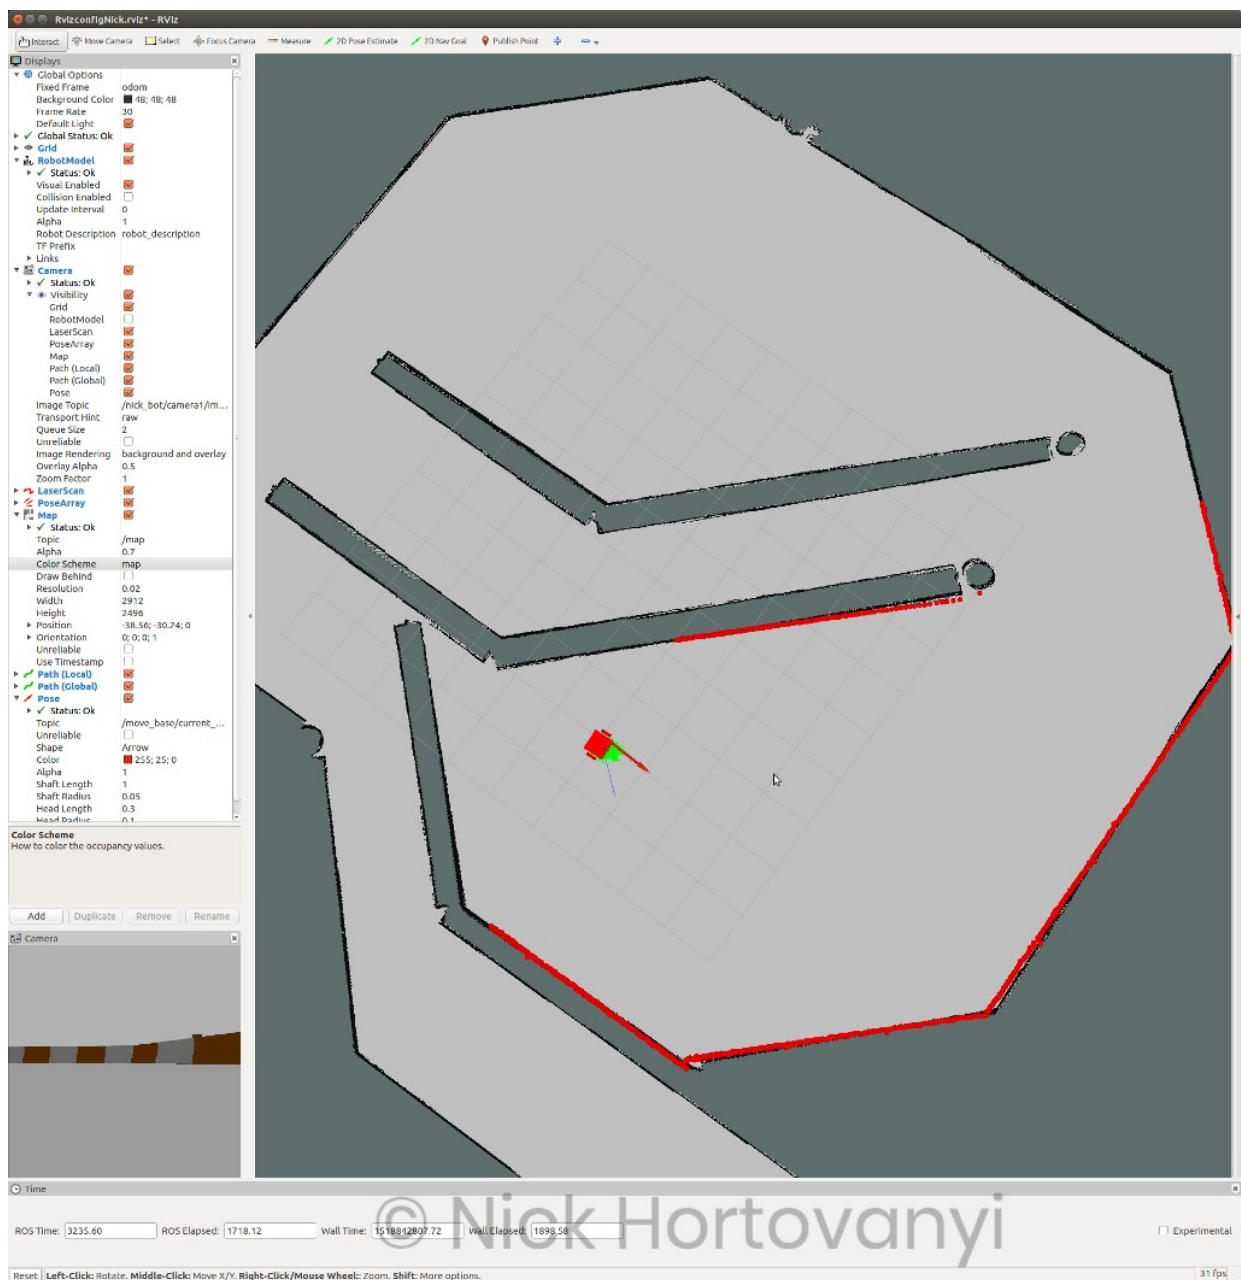 RvizconfigNick.rviz* - RViz
Interact Move Camera Select Focus Camera Measure 2D Pose Estimate 2D Nav Goal Publish Point
Displays
Global Options
Fixed Frame odom
Background Color 48; 48; 48
Frame Rate 30
Default Light
Global Status: Ok
Grid
RobotModel
Status: Ok
Visual Enabled
Collision Enabled
Update Interval 0
Alpha 1
Robot Description robot_description
TF Prefix
Links
Camera
Status: Ok
Visibility
Grid
RobotModel
LaserScan
PoseArray
Map
Path (Local)
Path (Global)
Pose
Image Topic /nick_bot/camera1/im...
Transport Hint raw
Queue Size 2
Unreliable
Image Rendering background and overlay
Overlay Alpha 0.5
Zoom Factor 1
LaserScan
PoseArray
Map
Status: Ok
Topic /map
Alpha 0.7
Color Scheme map
Draw Behind
Resolution 0.02
Width 2912
Height 2496
Position -38.56; -30.24; 0
Orientation 0; 0; 0; 1
Unreliable
Use Timestamp
Path (Local)
Path (Global)
Pose
Status: Ok
Topic /move_base/current_...
Unreliable
Shape Arrow
Color 255; 25; 0
Alpha 1
Shaft Length 1
Shaft Radius 0.05
Head Length 0.3
Head Radius 0.1
Color Scheme
How to color the occupancy values.
Add Duplicate Remove Rename
Camera
Time
ROS Time: 3235.60 ROS Elapsed: 1718.12 Wall Time: 1518842807.72 Wall Elapsed: 1898.58 Experimental
© Nick Hortovanyi
Reset Left-Click: Rotate. Middle-Click: Move X/Y. Right-Click/Mouse Wheel:: Zoom. Shift: More options. 31 fps